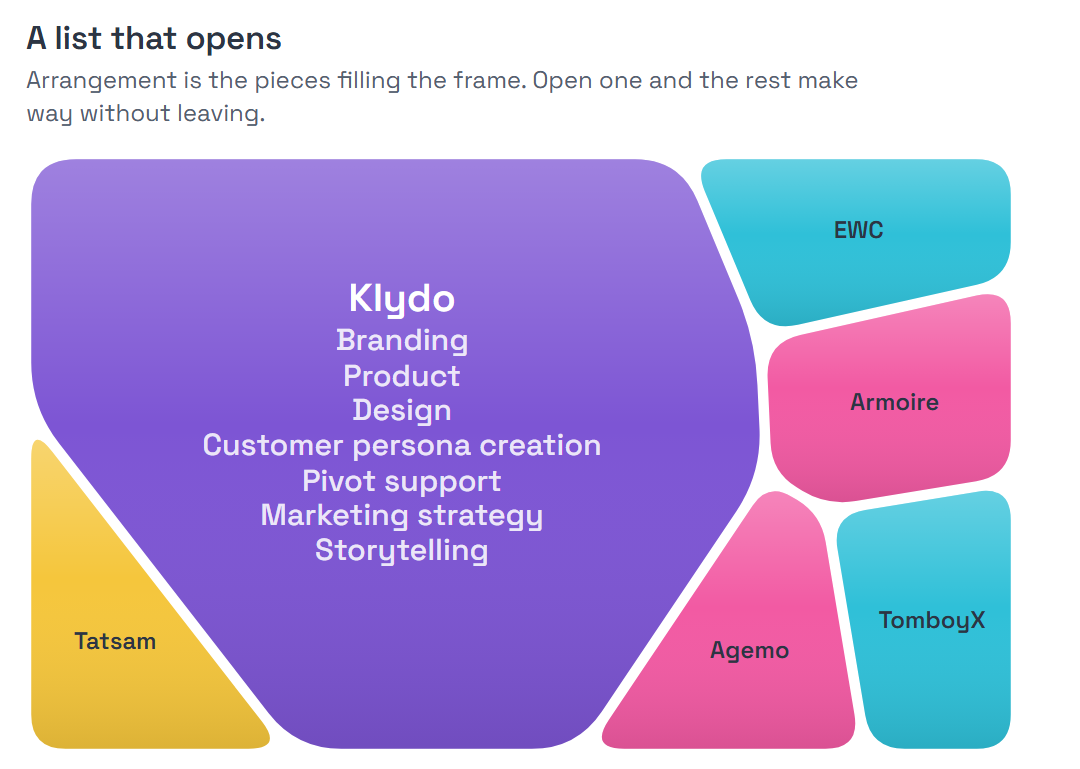 A list that opens
Arrangement is the pieces filling the frame. Open one and the rest make
way without leaving.
Klydo
Branding
Product
Design
Customer persona creation
Pivot support
Marketing strategy
Storytelling
EWC
Armoire
Tatsam
Agemo
TomboyX